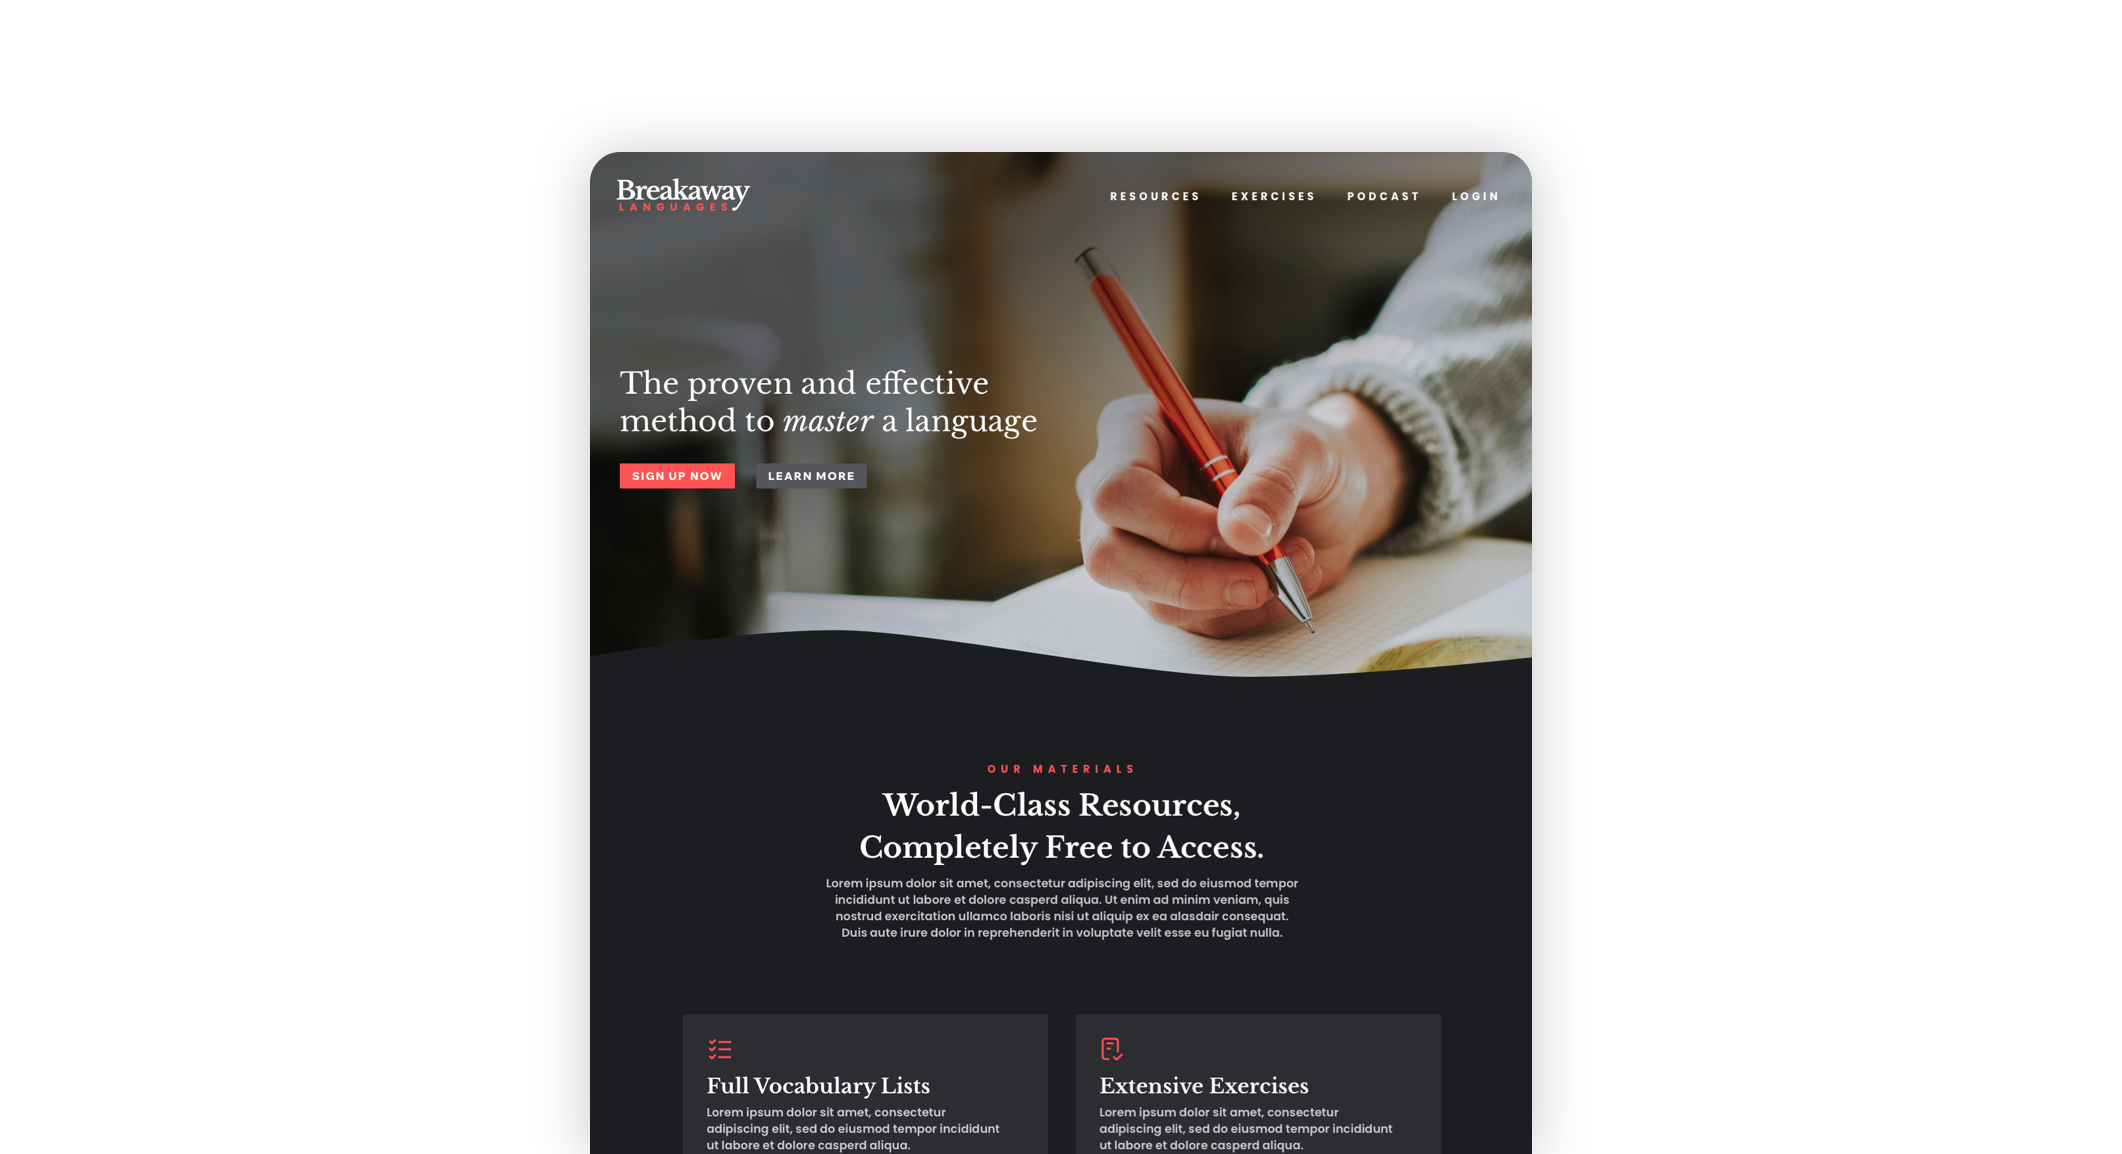 Breakaway
LANGUAGES
RESOURCES EXERCISES PODCAST LOGIN
The proven and effective
method to master a language
SIGN UP NOW LEARN MORE
OUR MATERIALS
World-Class Resources,
Completely Free to Access.
Lorem ipsum dolor sit amet, consectetur adipiscing elit, sed do eiusmod tempor
incididunt ut labore et dolore casperd aliqua. Ut enim ad minim veniam, quis
nostrud exercitation ullamco laboris nisi ut aliquip ex ea alasdair consequat.
Duis aute irure dolor in reprehenderit in voluptate velit esse eu fugiat nulla.
Full Vocabulary Lists
Lorem ipsum dolor sit amet, consectetur
adipiscing elit, sed do eiusmod tempor incididunt
ut labore et dolore casperd aliqua.
Extensive Exercises
Lorem ipsum dolor sit amet, consectetur
adipiscing elit, sed do eiusmod tempor incididunt
ut labore et dolore casperd aliqua.